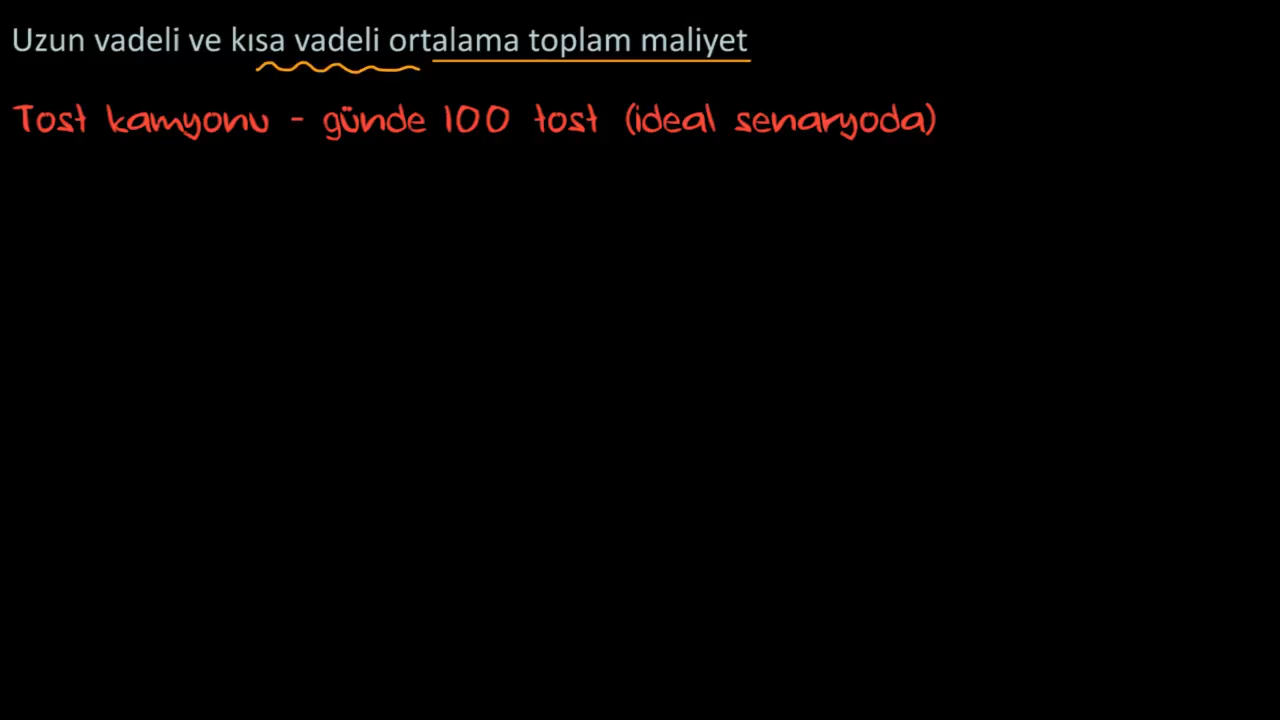 Uzun vadeli ve kısa vadeli ortalama toplam maliyet
Tost kamyonu - günde 100 tost (ideal senaryoda)